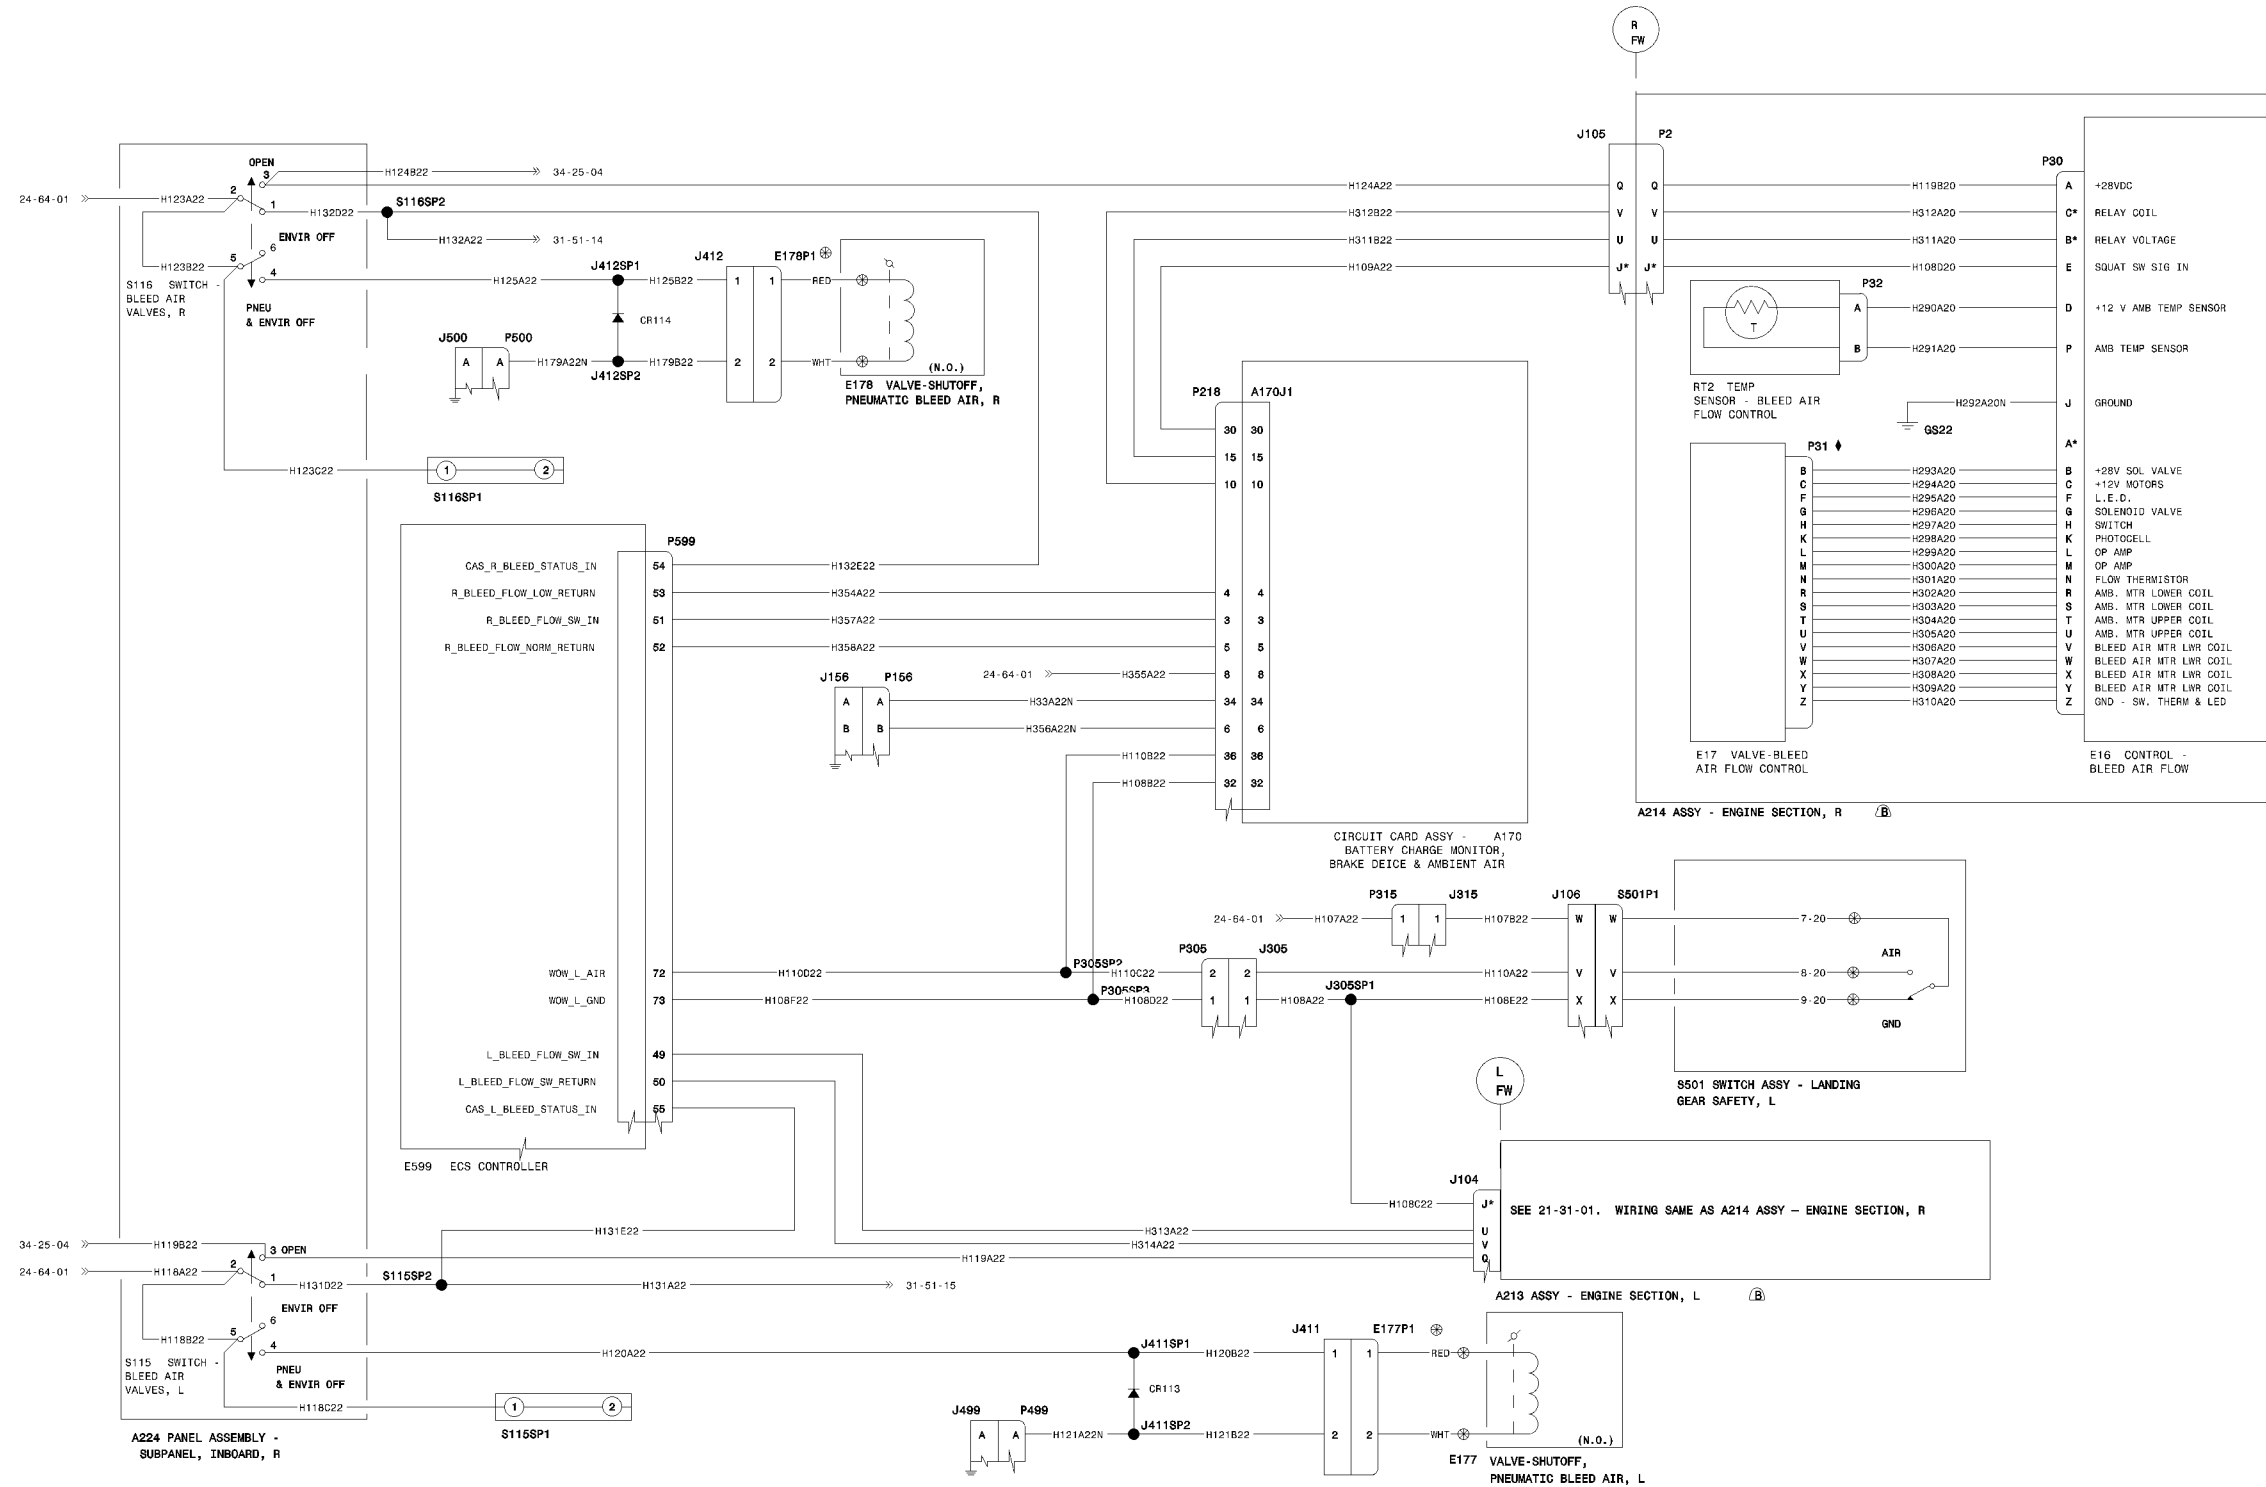 R
FW
J105
P2
P30
OPEN
3
H124B22
34-25-04
24-64-01
H123A22
2
H124A22
Q
Q
H119B20
A
+28VDC
1
H132D22
S116SP2
H312B22
V
V
H312A20
C*
RELAY COIL
ENVIR OFF
H132A22
31-51-14
H311B22
U
U
H311A20
B*
RELAY VOLTAGE
6
5
H123B22
4
J412SP1
J412
E178P1
H109A22
J*
J*
H108D20
E
SQUAT SW SIG IN
S116 SWITCH -
BLEED AIR
VALVES, R
H125A22
H125B22
1
1
RED
PNEU
& ENVIR OFF
CR114
P32
T
A
H290A20
D
+12 V AMB TEMP SENSOR
B
H291A20
P
AMB TEMP SENSOR
J500
P500
A
A
H179A22N
H179B22
J412SP2
2
2
WHT
(N.O.)
E178 VALVE-SHUTOFF,
PNEUMATIC BLEED AIR, R
RT2 TEMP
SENSOR - BLEED AIR
FLOW CONTROL
H292A20N
J
GROUND
GS22
P218
A170J1
30
30
15
15
10
10
A*
P31
H123C22
1
2
S116SP1
B
H293A20
B
+28V SOL VALVE
C
H294A20
C
+12V MOTORS
F
H295A20
F
L.E.D.
G
H296A20
G
SOLENOID VALVE
H
H297A20
H
SWITCH
K
H298A20
K
PHOTOCELL
L
H299A20
L
OP AMP
M
H300A20
M
OP AMP
N
H301A20
N
FLOW THERMISTOR
R
H302A20
R
AMB. MTR LOWER COIL
S
H303A20
S
AMB. MTR LOWER COIL
T
H304A20
T
AMB. MTR UPPER COIL
U
H305A20
U
AMB. MTR UPPER COIL
V
H306A20
V
BLEED AIR MTR LWR COIL
W
H307A20
W
BLEED AIR MTR LWR COIL
X
H308A20
X
BLEED AIR MTR LWR COIL
Y
H309A20
Y
BLEED AIR MTR LWR COIL
Z
H310A20
Z
GND - SW. THERM & LED
P599
CAS_R_BLEED_STATUS_IN
54
H132E22
R_BLEED_FLOW_LOW_RETURN
53
H354A22
4
4
R_BLEED_FLOW_SW_IN
51
H357A22
3
3
R_BLEED_FLOW_NORM_RETURN
52
H358A22
5
5
24-64-01
H355A22
8
8
J156
P156
A
A
H33A22N
34
34
B
B
H356A22N
6
6
H110B22
36
36
H108B22
32
32
E17 VALVE-BLEED
AIR FLOW CONTROL
E16 CONTROL -
BLEED AIR FLOW
A214 ASSY - ENGINE SECTION, R
B
CIRCUIT CARD ASSY - A170
BATTERY CHARGE MONITOR,
BRAKE DEICE & AMBIENT AIR
P315
J315
J106
S501P1
24-64-01
H107A22
1
1
H107B22
W
W
7-20
AIR
P305
J305
WOW_L_AIR
72
H110D22
P305SP2
H110C22
2
2
H110A22
V
V
8-20
WOW_L_GND
73
H108F22
P305SP3
H108D22
1
1
H108A22
J305SP1
H108E22
X
X
9-20
GND
L_BLEED_FLOW_SW_IN
49
L_BLEED_FLOW_SW_RETURN
50
CAS_L_BLEED_STATUS_IN
55
L
FW
S501 SWITCH ASSY - LANDING
GEAR SAFETY, L
E599 ECS CONTROLLER
J104
H108C22
J*
SEE 21-31-01. WIRING SAME AS A214 ASSY – ENGINE SECTION, R
H131E22
H313A22
U
34-25-04
H119B22
3 OPEN
H314A22
V
H119A22
Q
24-64-01
H118A22
2
1
H131D22
S115SP2
H131A22
31-51-15
A213 ASSY - ENGINE SECTION, L
B
ENVIR OFF
6
5
H118B22
4
S115 SWITCH -
BLEED AIR
VALVES, L
PNEU
& ENVIR OFF
H120A22
J411SP1
H120B22
J411
E177P1
1
1
RED
CR113
H118C22
1
2
S115SP1
J499
P499
A
A
H121A22N
J411SP2
H121B22
2
2
WHT
(N.O.)
E177 VALVE-SHUTOFF,
PNEUMATIC BLEED AIR, L
A224 PANEL ASSEMBLY -
SUBPANEL, INBOARD, R